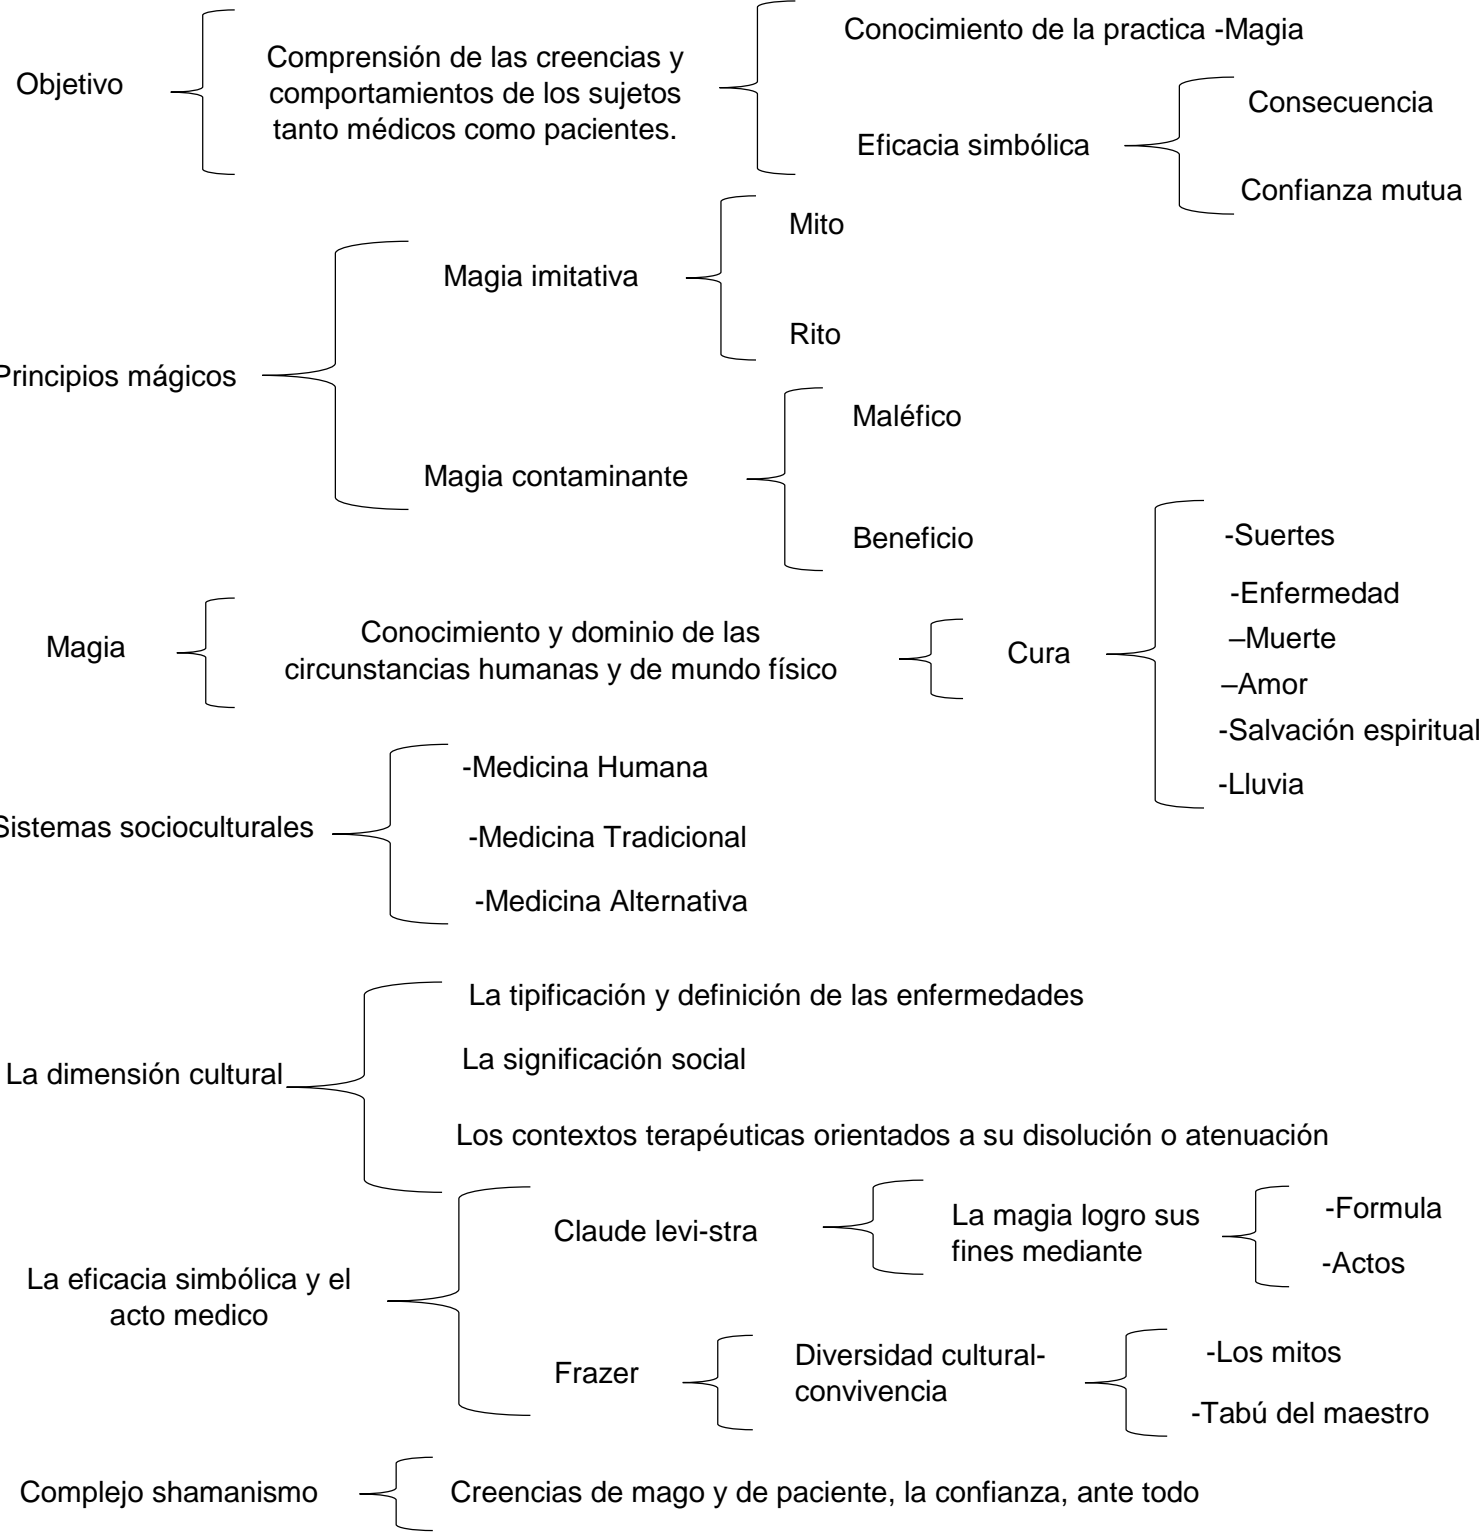 Objetivo
Comprensión de las creencias y
comportamientos de los sujetos
tanto médicos como pacientes.
Conocimiento de la practica -Magia
Eficacia simbólica
Consecuencia
Confianza mutua
Principios mágicos
Magia imitativa
Mito
Rito
Magia contaminante
Maléfico
Beneficio
Magia
Conocimiento y dominio de las
circunstancias humanas y de mundo físico
Cura
-Suertes
-Enfermedad
–Muerte
–Amor
-Salvación espiritual
-Lluvia
Sistemas socioculturales
-Medicina Humana
-Medicina Tradicional
-Medicina Alternativa
La dimensión cultural
La tipificación y definición de las enfermedades
La significación social
Los contextos terapéuticas orientados a su disolución o atenuación
La eficacia simbólica y el
acto medico
Claude levi-stra
La magia logro sus
fines mediante
-Formula
-Actos
Frazer
Diversidad cultural-
convivencia
-Los mitos
-Tabú del maestro
Complejo shamanismo
Creencias de mago y de paciente, la confianza, ante todo